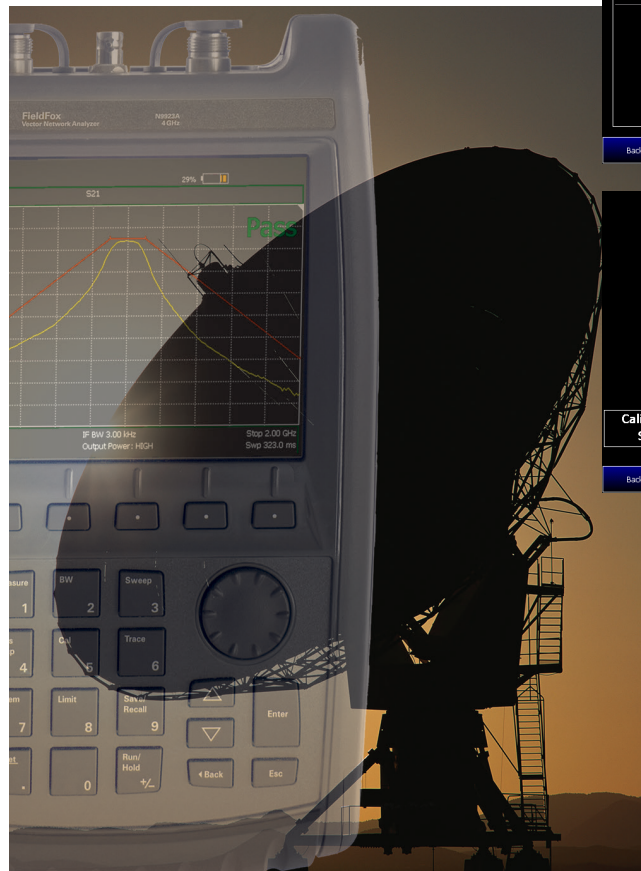 FieldFox
Vector Network Analyzer
N9923A
4 GHz
29%
S21
Pass
IF BW 3.00 kHz
Output Power: HIGH
Stop 2.00 GHz
Swp 323.0 ms
1
BW
2
Sweep
3
4
Cal
5
Trace
6
7
Limit
8
Save/
Recall
9
Enter
.
0
Run/
Hold
+/-
Back
Esc